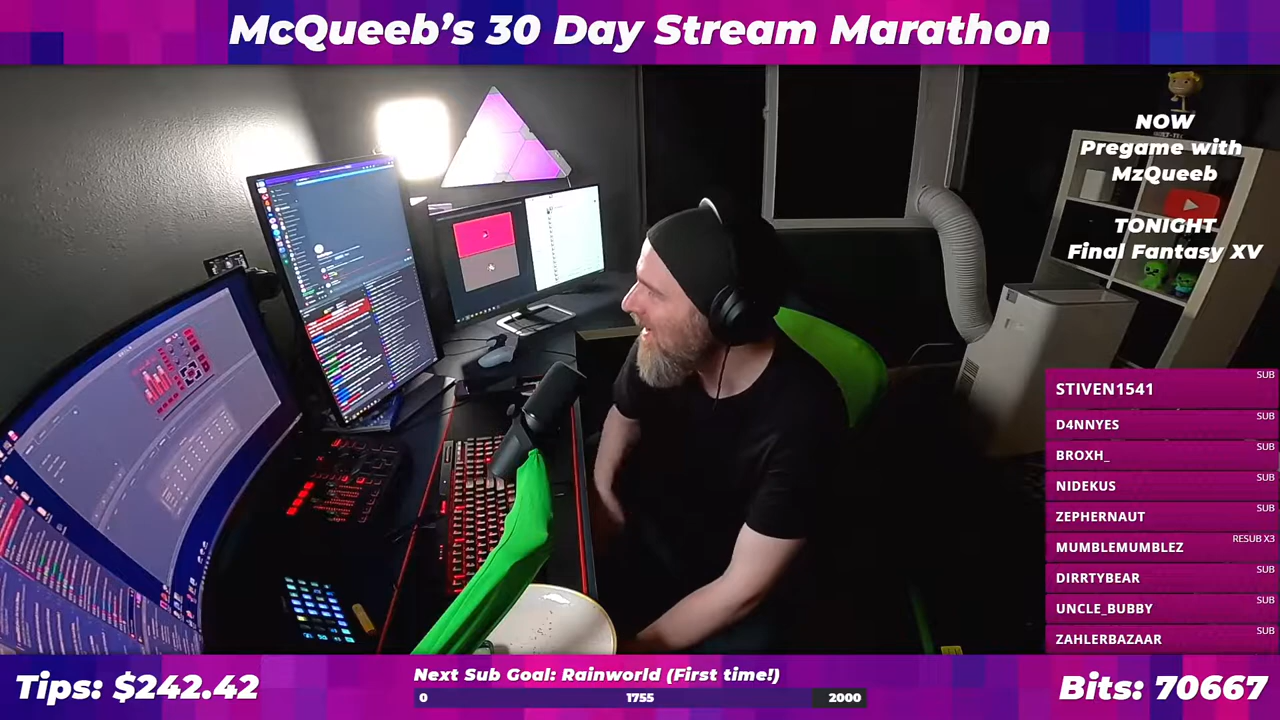 McQueeb's 30 Day Stream Marathon
NOW
Pregame with
MzQueeb
TONIGHT
Final Fantasy XV
STIVEN1541 SUB
D4NNYES SUB
BROXH_ SUB
NIDEKUS SUB
ZEPHERNAUT SUB
MUMBLEMUMBLEZ RESUB X3
DIRRTYBEAR SUB
UNCLE_BUBBY SUB
ZAHLERBAZAAR SUB
Tips: $242.42
Next Sub Goal: Rainworld (First time!)
0 1755 2000
Bits: 70667